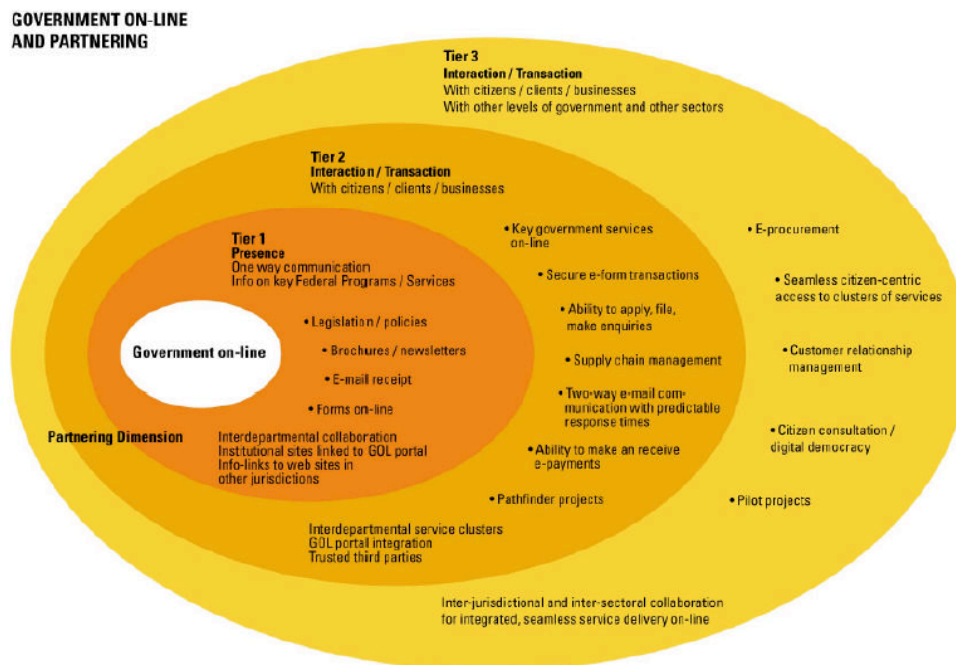 GOVERNMENT ON-LINE
AND PARTNERING
Tier 3
Interaction / Transaction
With citizens / clients / businesses
With other levels of government and other sectors
Tier 2
Interaction / Transaction
With citizens / clients / businesses
Tier 1
Presence
One way communication
Info on key Federal Programs / Services
Government on-line
• Legislation / policies
• Brochures / newsletters
• E-maill receipt
• Forms on-line
• Key government services
on-line
• Secure e-form transactions
• Ability to apply, file,
make enquiries
• Supply chain management
• Two-way e-mail com-
munication with predictable
response times
• Ability to make an receive
e-payments
• Pathfinder projects
• E-procurement
• Seamless citizen-centric
access to clusters of services
• Customer relationship
management
• Citizen consultation /
digital democracy
• Pilot projects
Partnering Dimension
Interdepartmental collaboration
Institutional sites linked to GOL portal
Info-links to web sites in
other jurisdictions
Interdepartmental service clusters
GOL portal integration
Trusted third parties
Inter-jurisdictional and inter-sectoral collaboration
for integrated, seamless service delivery on-line